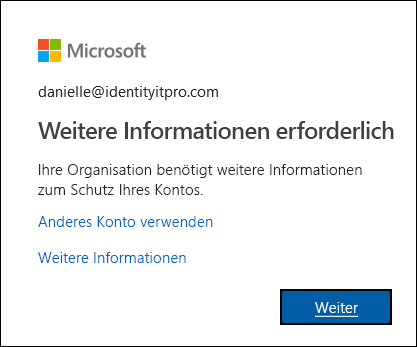 Microsoft
danielle@identityitpro.com
Weitere Informationen erforderlich
Ihre Organisation benötigt weitere Informationen
zum Schutz Ihres Kontos.
Anderes Konto verwenden
Weitere Informationen
Weiter